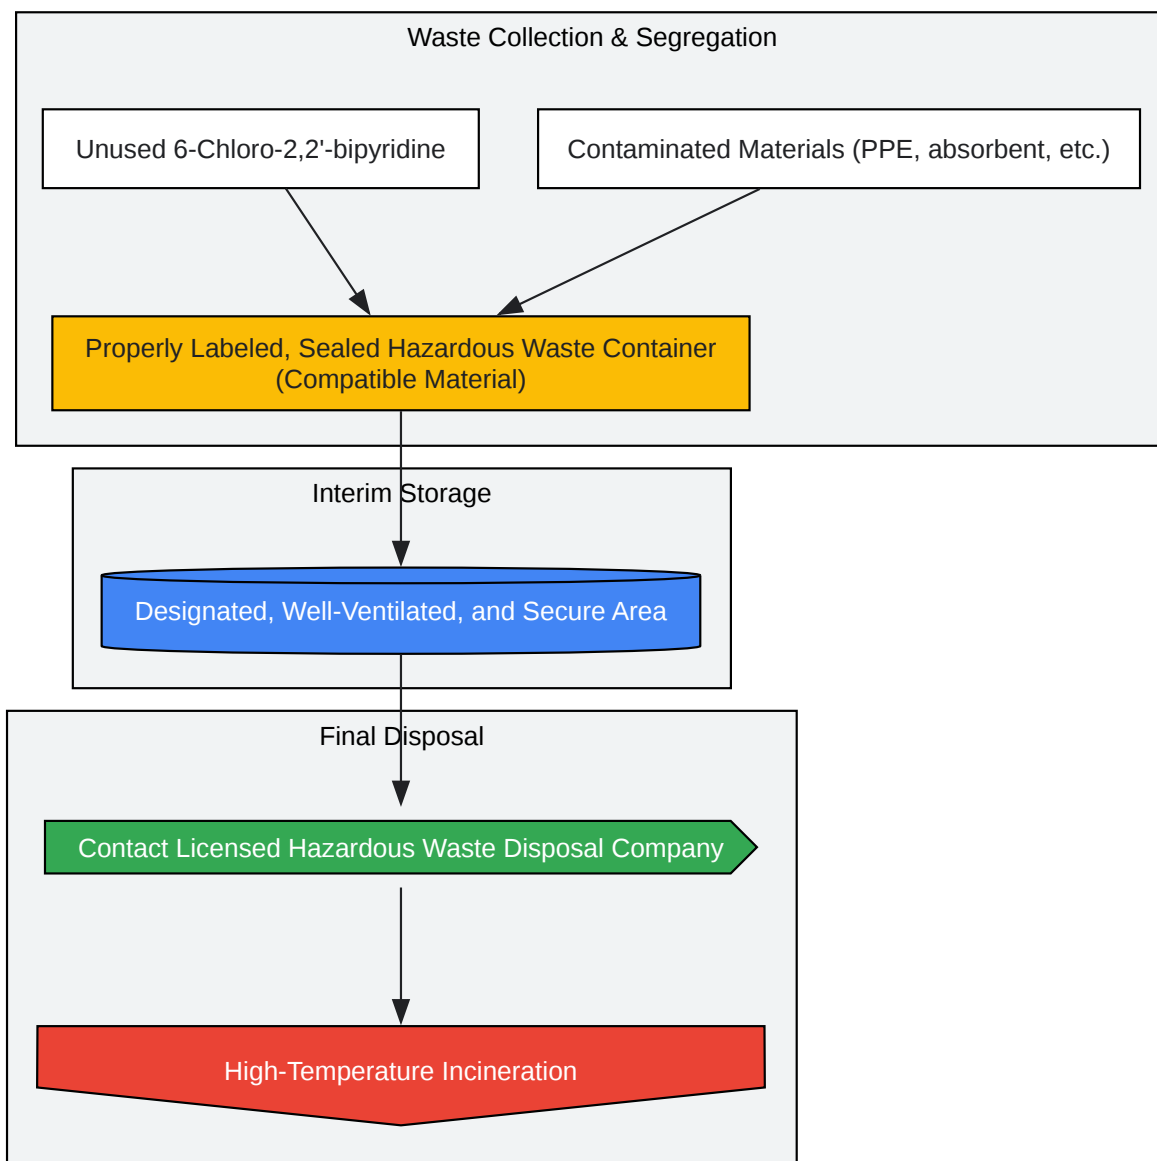 Waste Collection & Segregation
Unused 6-Chloro-2,2'-bipyridine
Contaminated Materials (PPE, absorbent, etc.)
Properly Labeled, Sealed Hazardous Waste Container
(Compatible Material)
Interim Storage
Designated, Well-Ventilated, and Secure Area
Final Disposal
Contact Licensed Hazardous Waste Disposal Company
High-Temperature Incineration